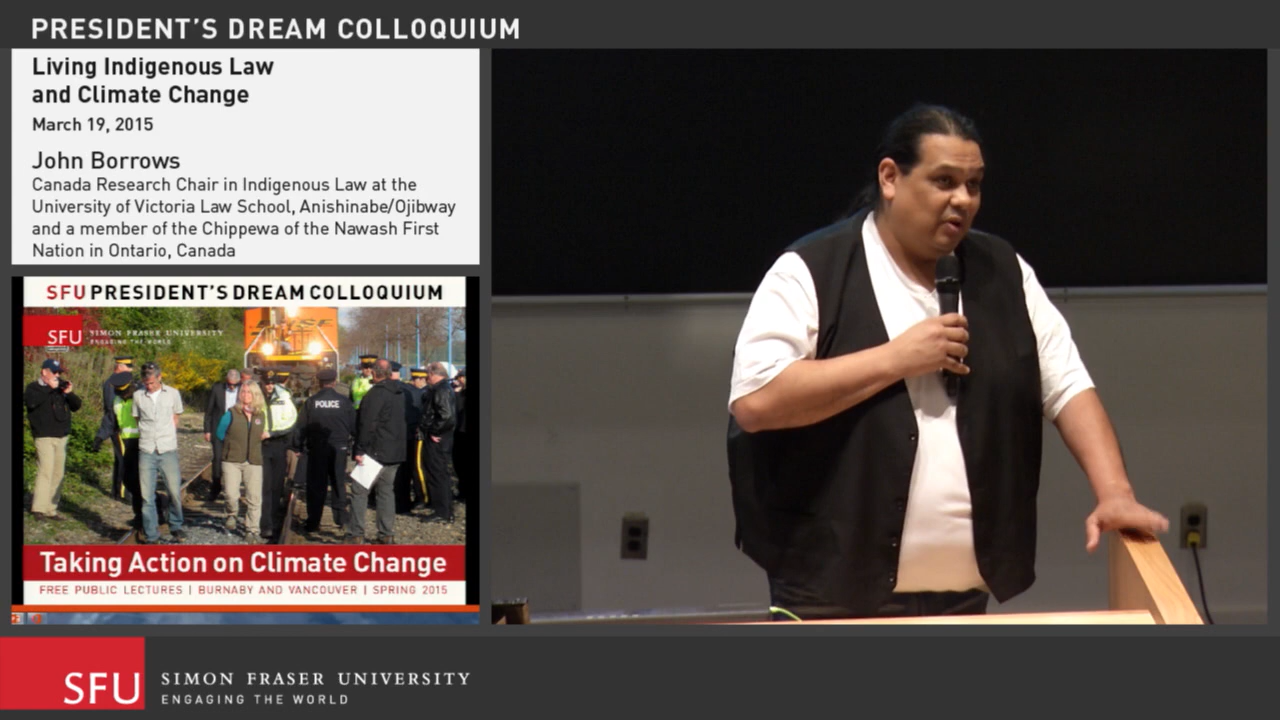 PRESIDENT'S DREAM COLLOQUIUM
Living Indigenous Law
and Climate Change
March 19, 2015
John Borrows
Canada Research Chair in Indigenous Law at the
University of Victoria Law School, Anishinabe/Ojibway
and a member of the Chippewa of the Nawash First
Nation in Ontario, Canada
SFU PRESIDENT'S DREAM COLLOQUIUM
SFU SIMON FRASER UNIVERSITY
ENGAGING THE WORLD
POLICE
Taking Action on Climate Change
FREE PUBLIC LECTURES | BURNABY AND VANCOUVER | SPRING 2015
SFU SIMON FRASER UNIVERSITY
ENGAGING THE WORLD